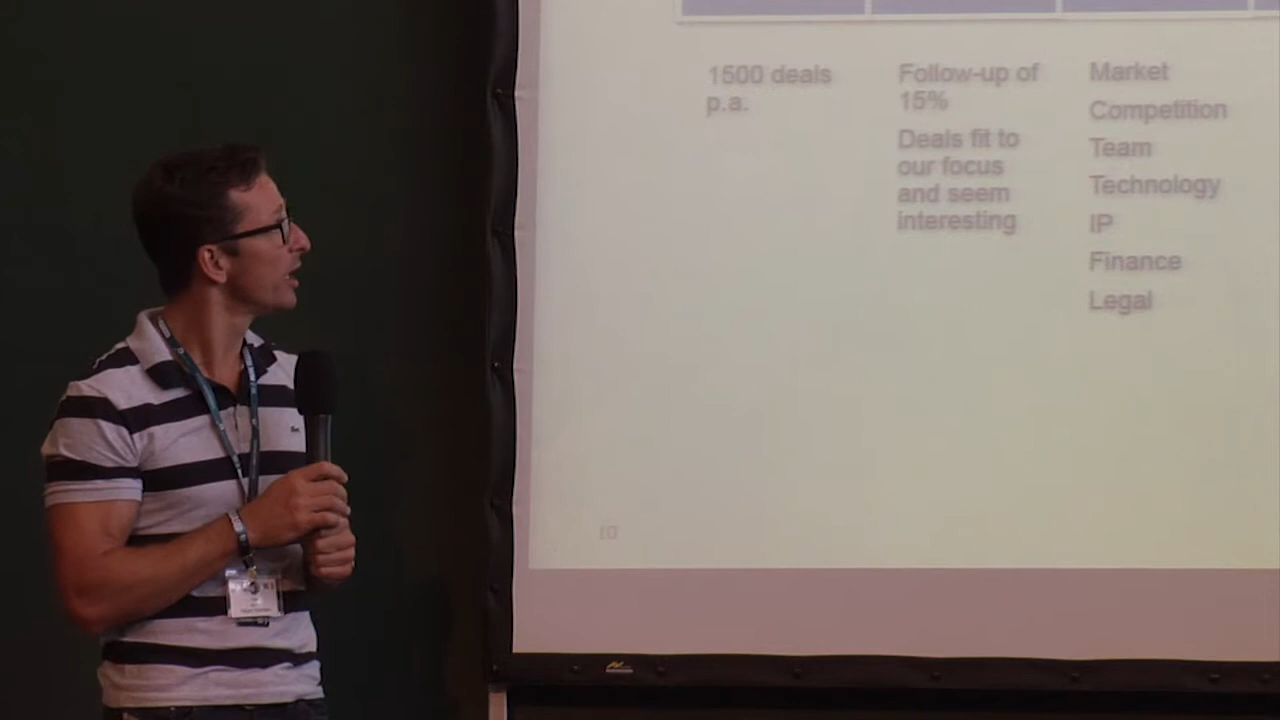 1500 deals
p.a.
Follow-up of
15%
Deals fit to
our focus
and seem
interesting
Market
Competition
Team
Technology
IP
Finance
Legal